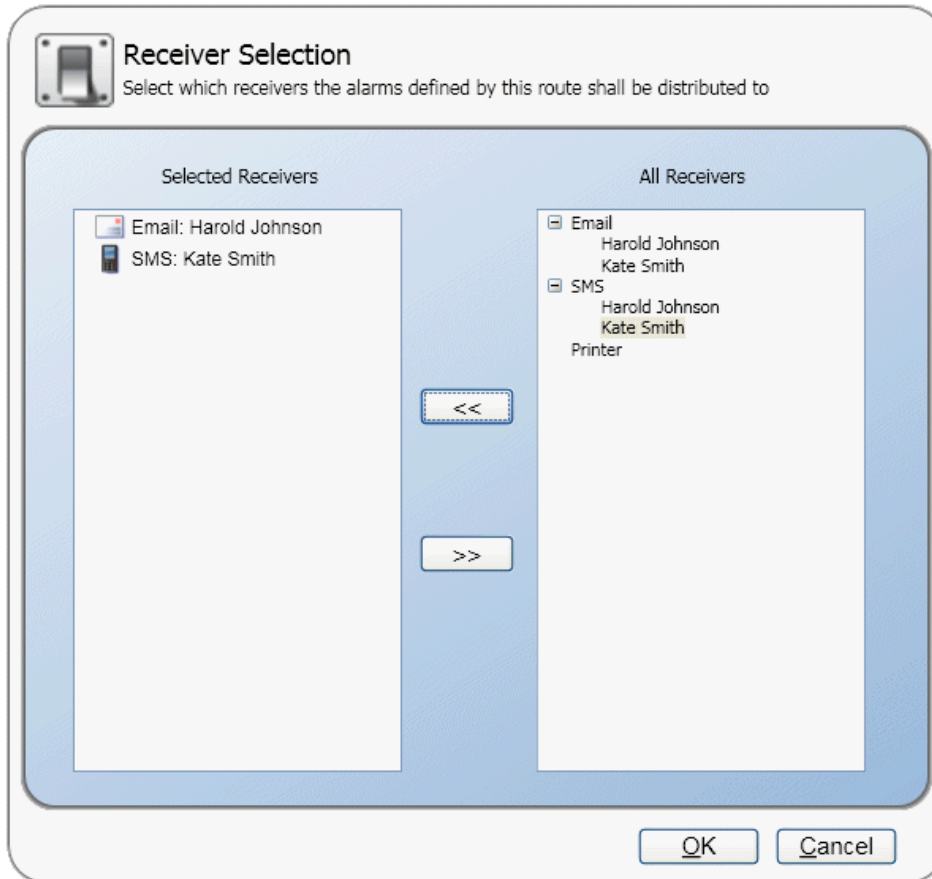 Receiver Selection
Select which receivers the alarms defined by this route shall be distributed to
Selected Receivers
Email: Harold Johnson
SMS: Kate Smith
<<
>>
All Receivers
Email
Harold Johnson
Kate Smith
SMS
Harold Johnson
Kate Smith
Printer
OK
Cancel